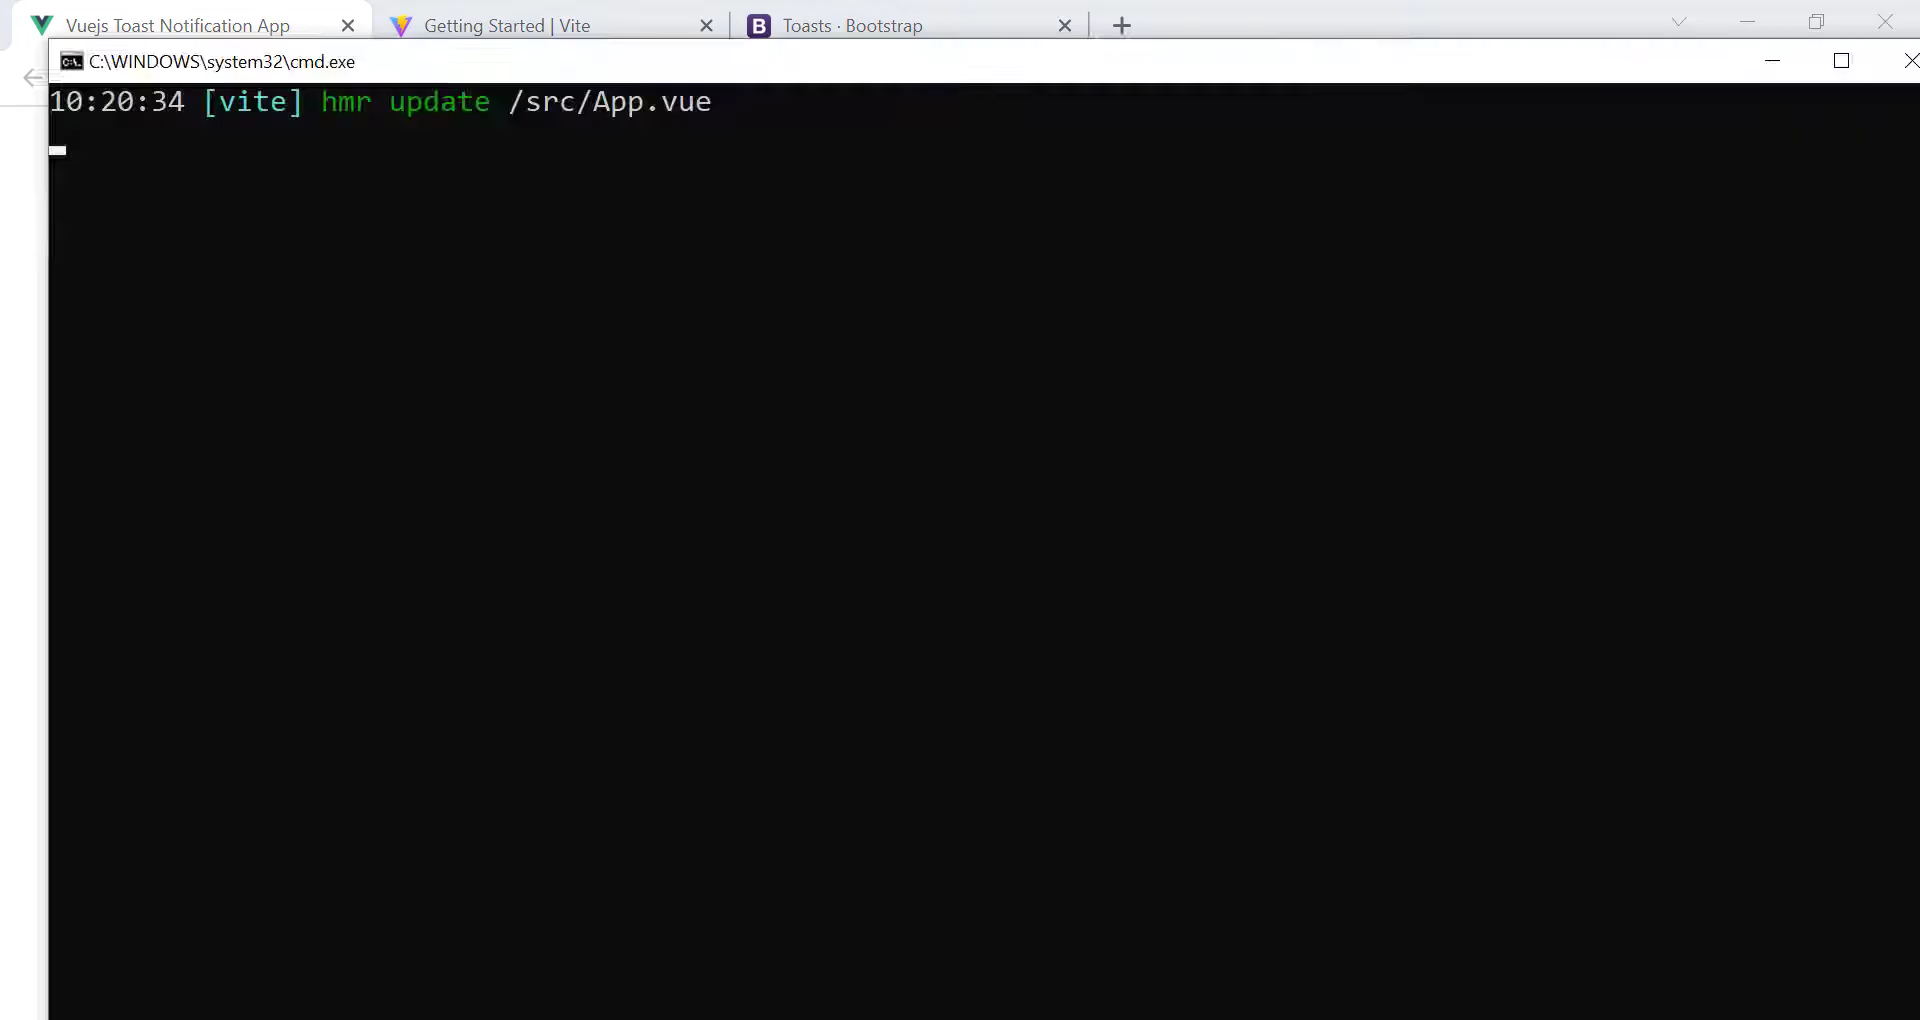 Vuejs Toast Notification App
Getting Started | Vite
Toasts · Bootstrap
C:\WINDOWS\system32\cmd.exe
10:20:34 [vite] hmr update /src/App.vue